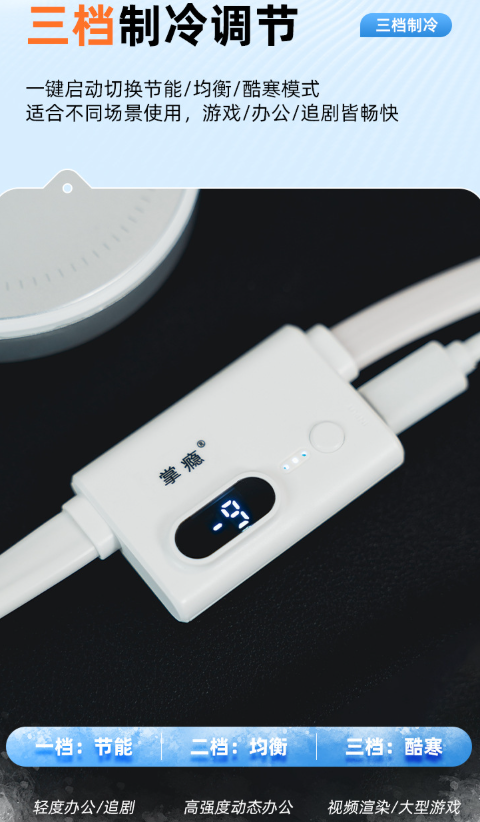 三档制冷调节
三档制冷
一键启动切换节能/均衡/酷寒模式
适合不同场景使用，游戏/办公/追剧皆畅快
掌瘾®
-9
一档：节能
二档：均衡
三档：酷寒
轻度办公/追剧
高强度动态办公
视频渲染/大型游戏